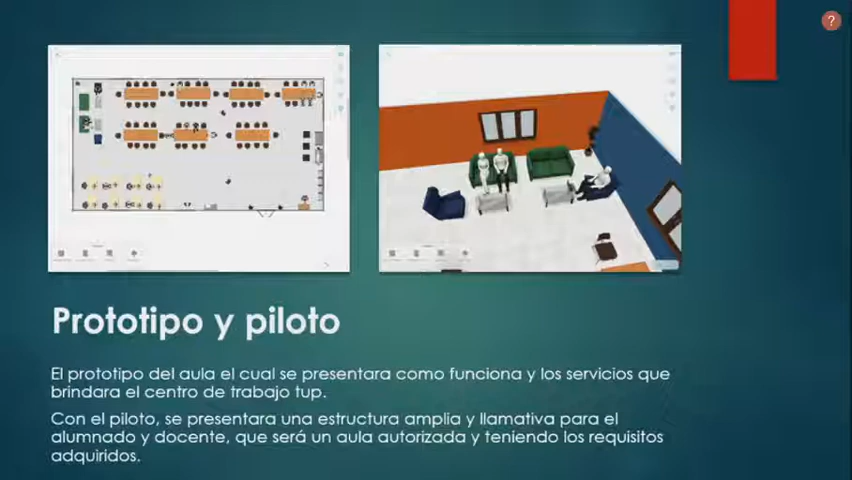 ?
Prototipo y piloto
El prototipo del aula el cual se presentara como funciona y los servicios que
brindara el centro de trabajo tup.
Con el piloto, se presentara una estructura amplia y llamativa para el
alumnado y docente, que será un aula autorizada y teniendo los requisitos
adquiridos.